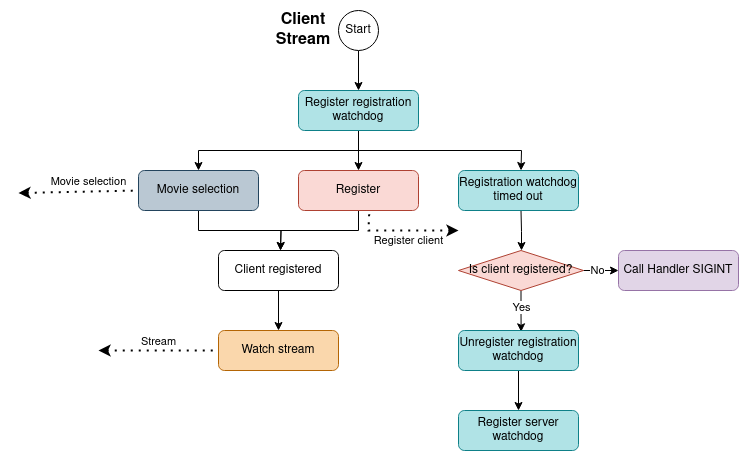 Client
Stream
Start
Register registration
watchdog
Movie selection
Movie selection
Register
Registration watchdog
timed out
Register client
Client registered
Is client registered?
No
Call Handler SIGINT
Yes
Stream
Watch stream
Unregister registration
watchdog
Register server
watchdog